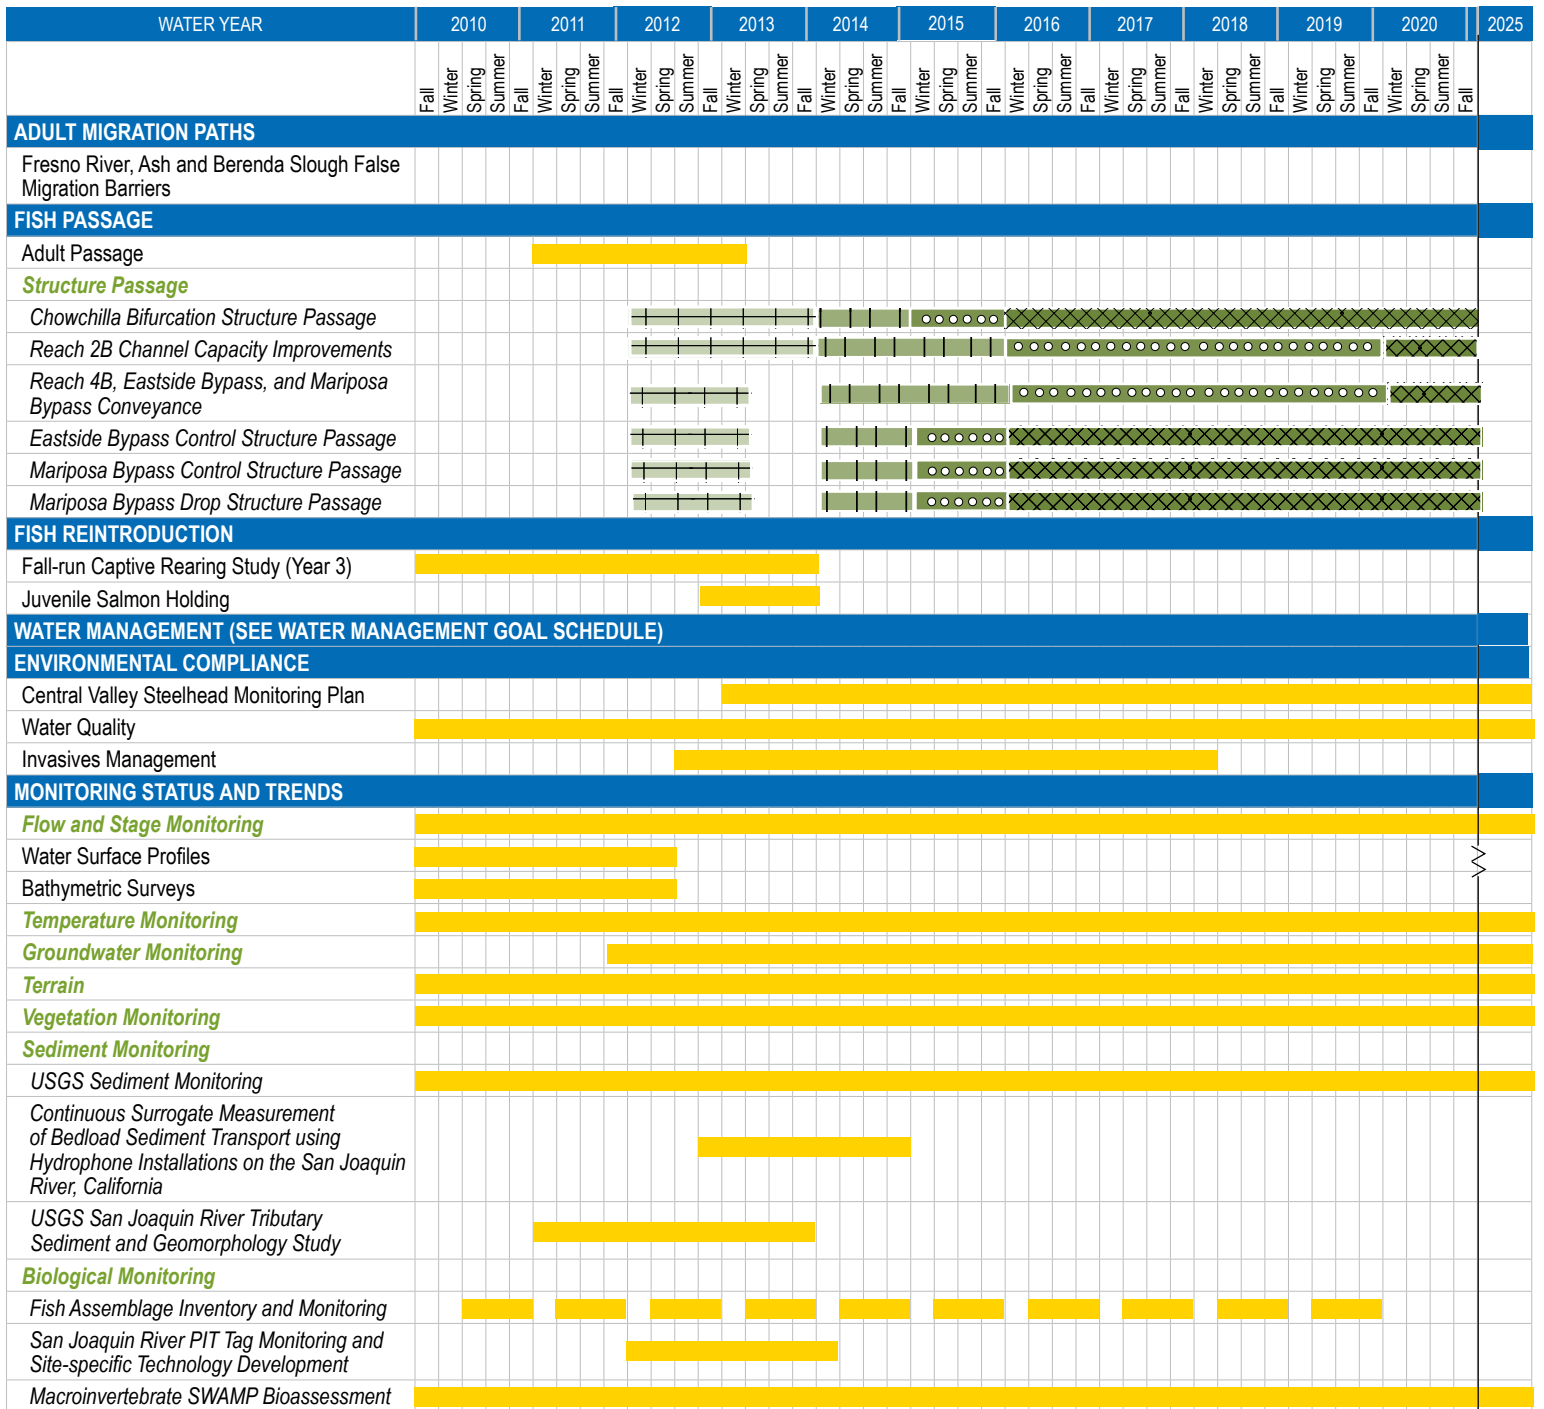 WATER YEAR 2010 2011 2012 2013 2014 2015 2016 2017 2018 2019 2020 2025
Fall Winter Spring Summer Fall Winter Spring Summer Fall Winter Spring Summer Fall Winter Spring Summer Fall Winter Spring Summer Fall Winter Spring Summer Fall Winter Spring Summer Fall Winter Spring Summer Fall Winter Spring Summer Fall Winter Spring Summer Fall Winter Spring Summer Fall
ADULT MIGRATION PATHS
Fresno River, Ash and Berenda Slough False
Migration Barriers
FISH PASSAGE
Adult Passage
Structure Passage
Chowchilla Bifurcation Structure Passage
Reach 2B Channel Capacity Improvements
Reach 4B, Eastside Bypass, and Mariposa
Bypass Conveyance
Eastside Bypass Control Structure Passage
Mariposa Bypass Control Structure Passage
Mariposa Bypass Drop Structure Passage
FISH REINTRODUCTION
Fall-run Captive Rearing Study (Year 3)
Juvenile Salmon Holding
WATER MANAGEMENT (SEE WATER MANAGEMENT GOAL SCHEDULE)
ENVIRONMENTAL COMPLIANCE
Central Valley Steelhead Monitoring Plan
Water Quality
Invasives Management
MONITORING STATUS AND TRENDS
Flow and Stage Monitoring
Water Surface Profiles
Bathymetric Surveys
Temperature Monitoring
Groundwater Monitoring
Terrain
Vegetation Monitoring
Sediment Monitoring
USGS Sediment Monitoring
Continuous Surrogate Measurement
of Bedload Sediment Transport using
Hydrophone Installations on the San Joaquin
River, California
USGS San Joaquin River Tributary
Sediment and Geomorphology Study
Biological Monitoring
Fish Assemblage Inventory and Monitoring
San Joaquin River PIT Tag Monitoring and
Site-specific Technology Development
Macroinvertebrate SWAMP Bioassessment